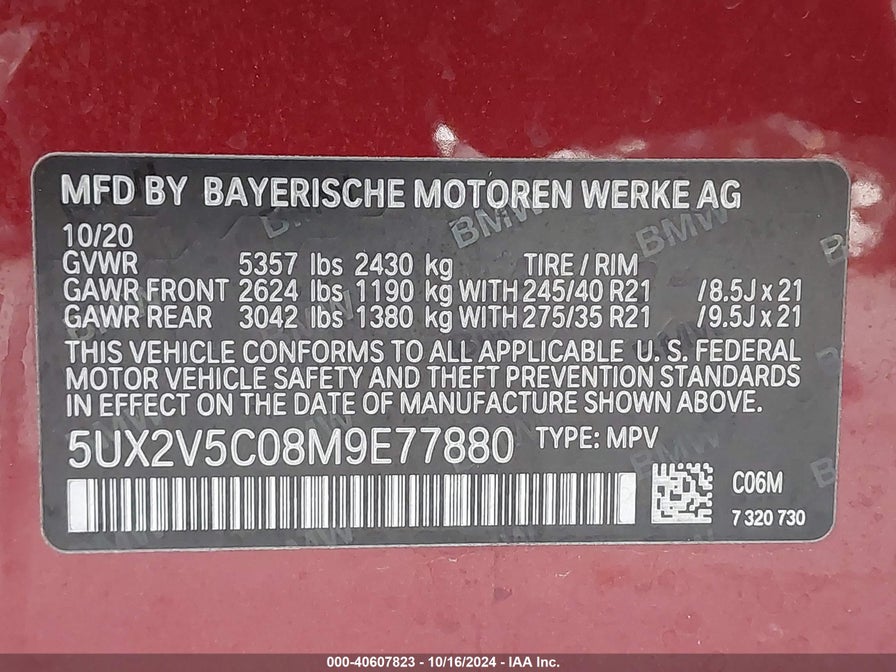 MFD BY BAYERISCHE MOTOREN WERKE AG
10/20
GVWR 5357 lbs 2430 kg TIRE / RIM
GAWR FRONT 2624 lbs 1190 kg WITH 245/40 R21 /8.5J x 21
GAWR REAR 3042 lbs 1380 kg WITH 275/35 R21 /9.5J x 21
THIS VEHICLE CONFORMS TO ALL APPLICABLE U.S. FEDERAL
MOTOR VEHICLE SAFETY AND THEFT PREVENTION STANDARDS
IN EFFECT ON THE DATE OF MANUFACTURE SHOWN ABOVE.
5UX2V5C08M9E77880 TYPE: MPV
C06M
7 320 730
BMW
BMW
BMW
000-40607823 - 10/16/2024 - IAA Inc.